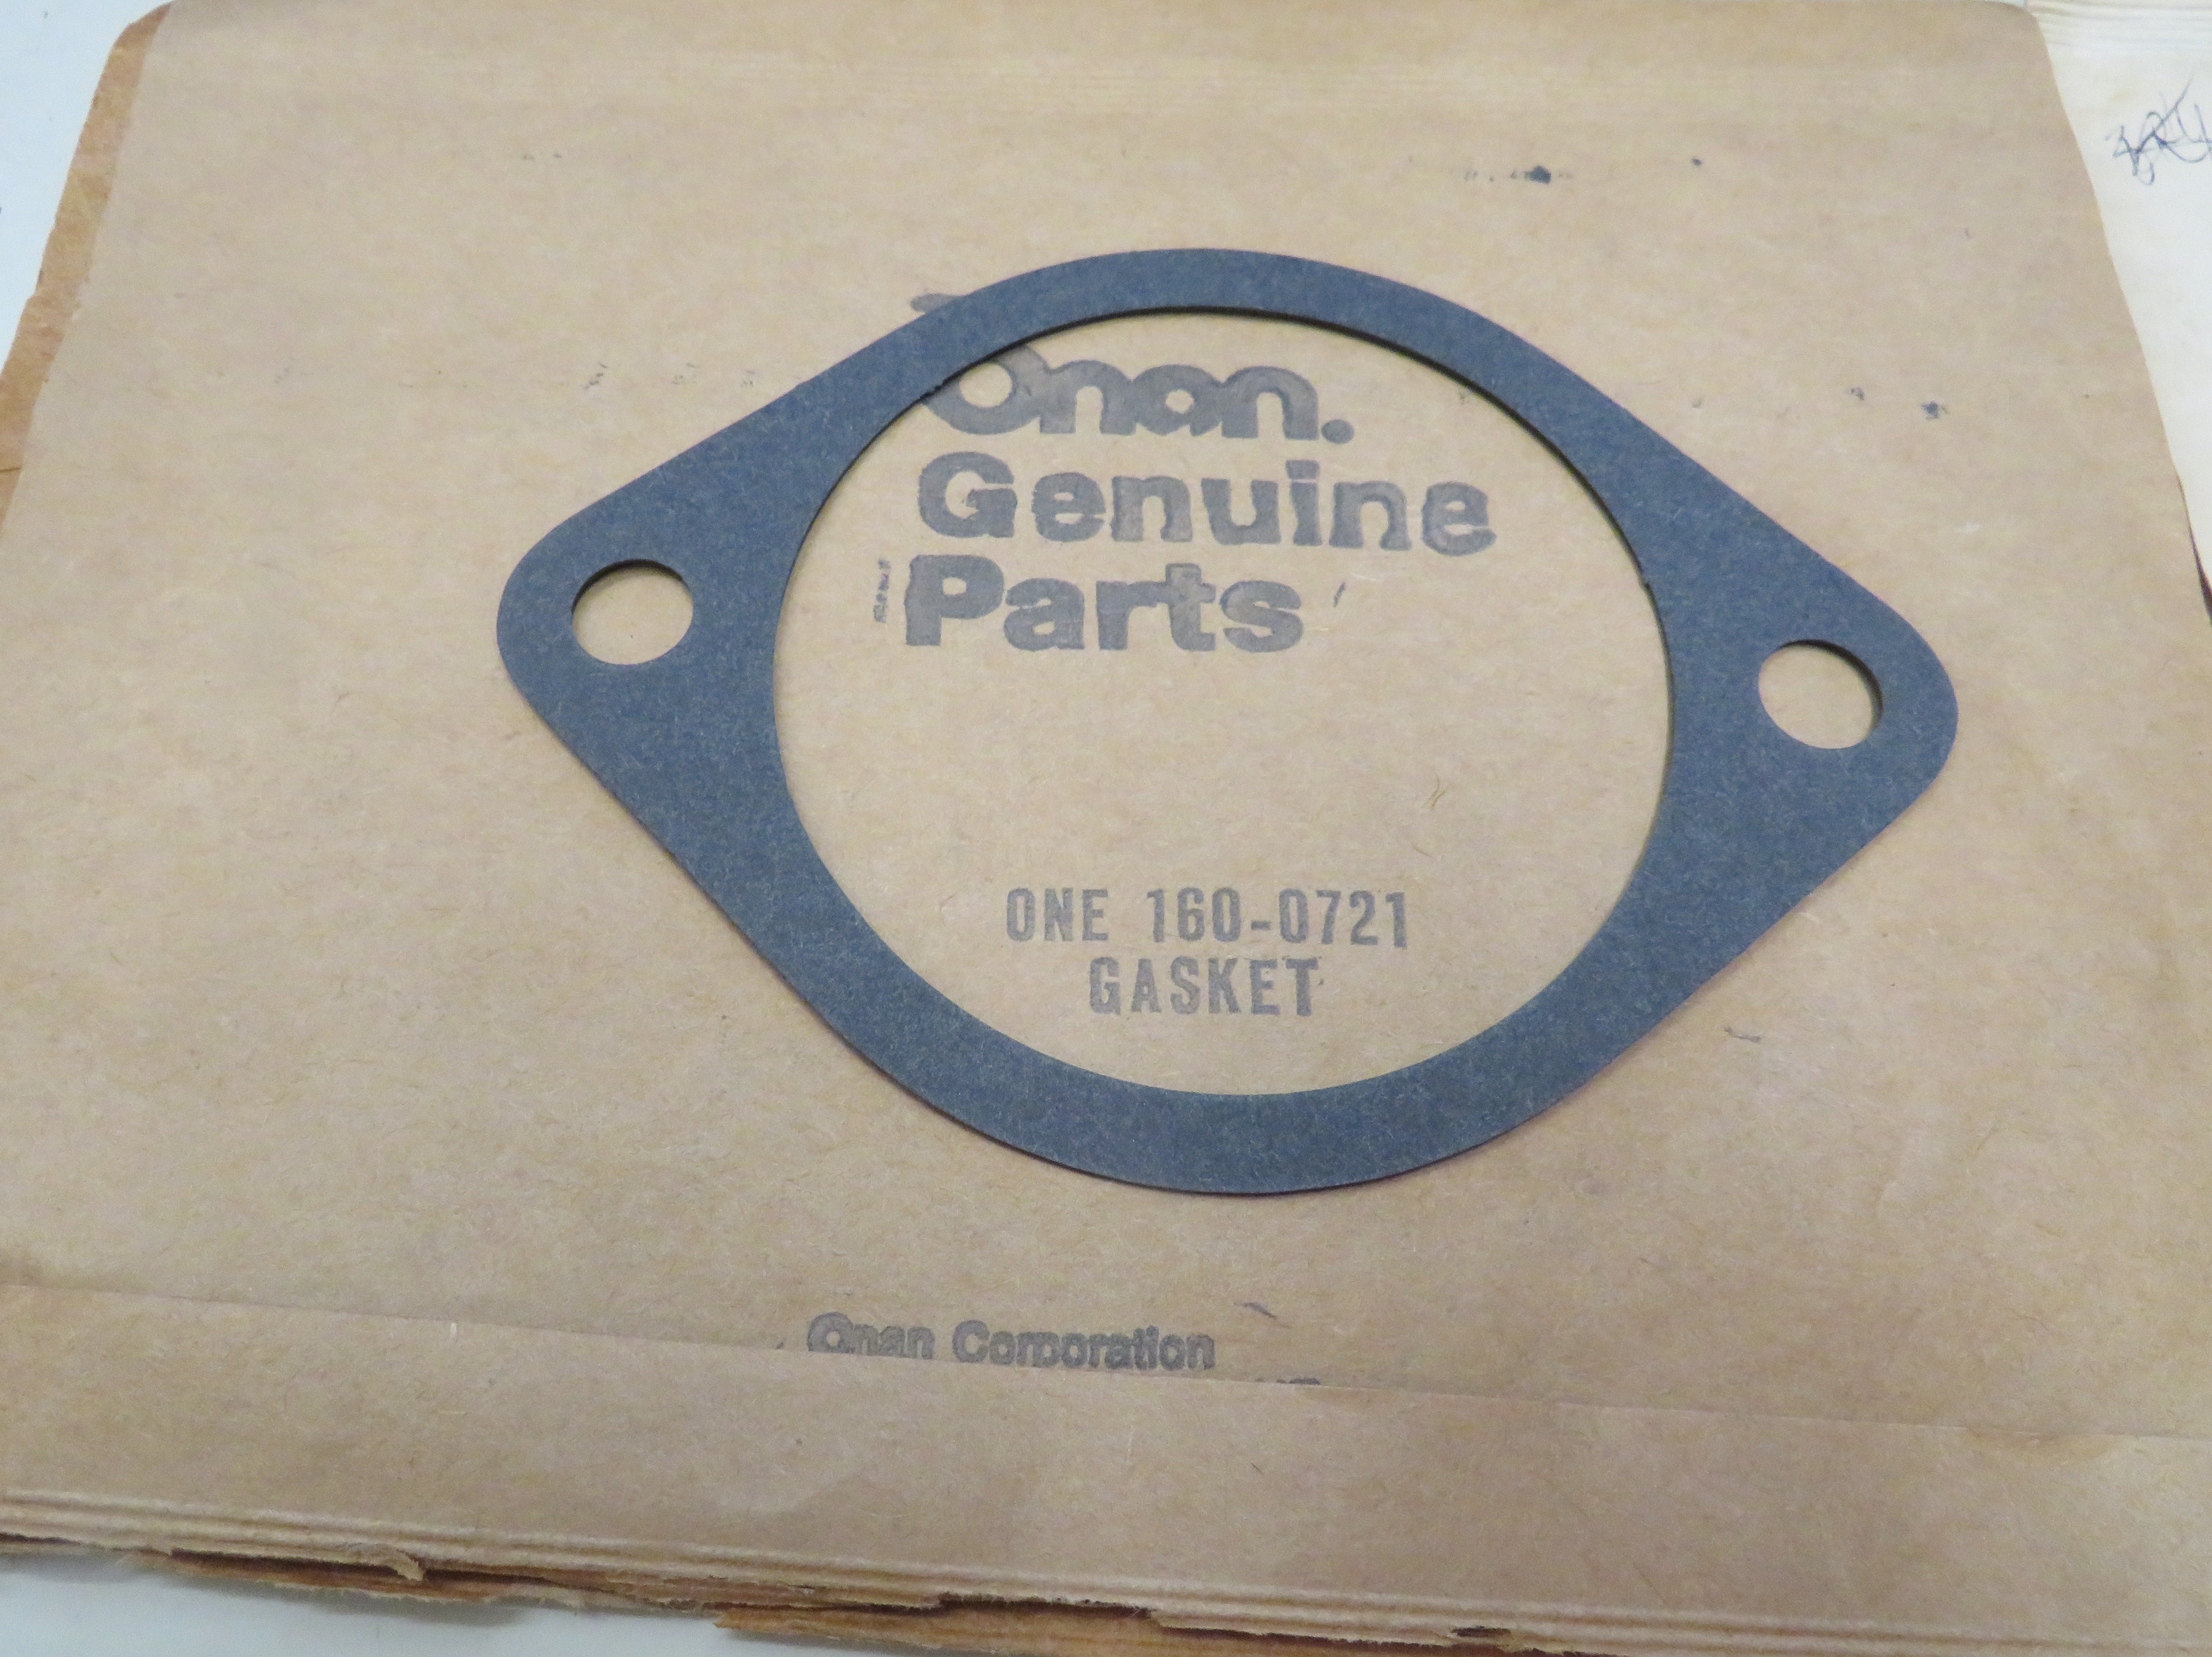 Onan.
Genuine
Parts
ONE 160-0721
GASKET
Onan Corporation